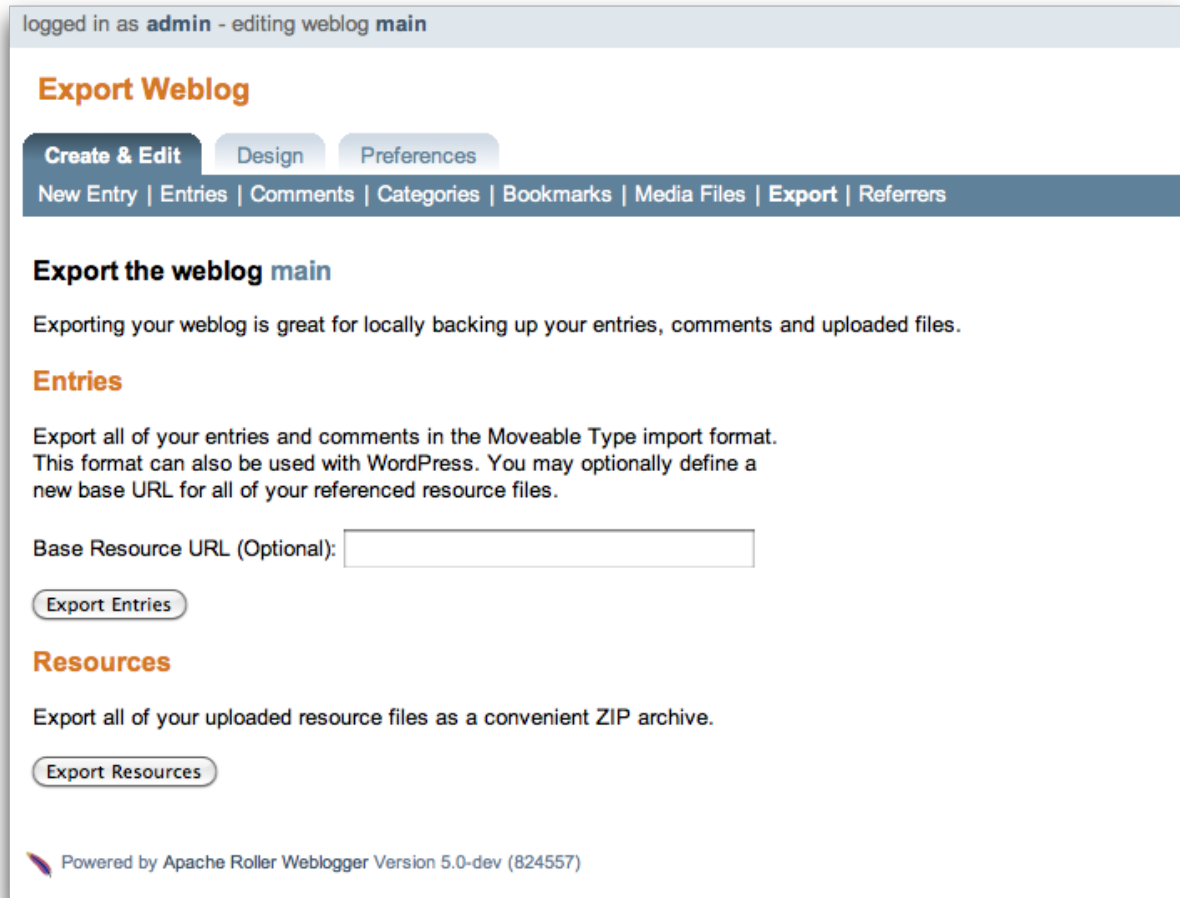 logged in as admin - editing weblog main
Export Weblog
Create & Edit Design Preferences
New Entry | Entries | Comments | Categories | Bookmarks | Media Files | Export | Referrers
Export the weblog main
Exporting your weblog is great for locally backing up your entries, comments and uploaded files.
Entries
Export all of your entries and comments in the Moveable Type import format.
This format can also be used with WordPress. You may optionally define a
new base URL for all of your referenced resource files.
Base Resource URL (Optional):
Export Entries
Resources
Export all of your uploaded resource files as a convenient ZIP archive.
Export Resources
Powered by Apache Roller Weblogger Version 5.0-dev (824557)